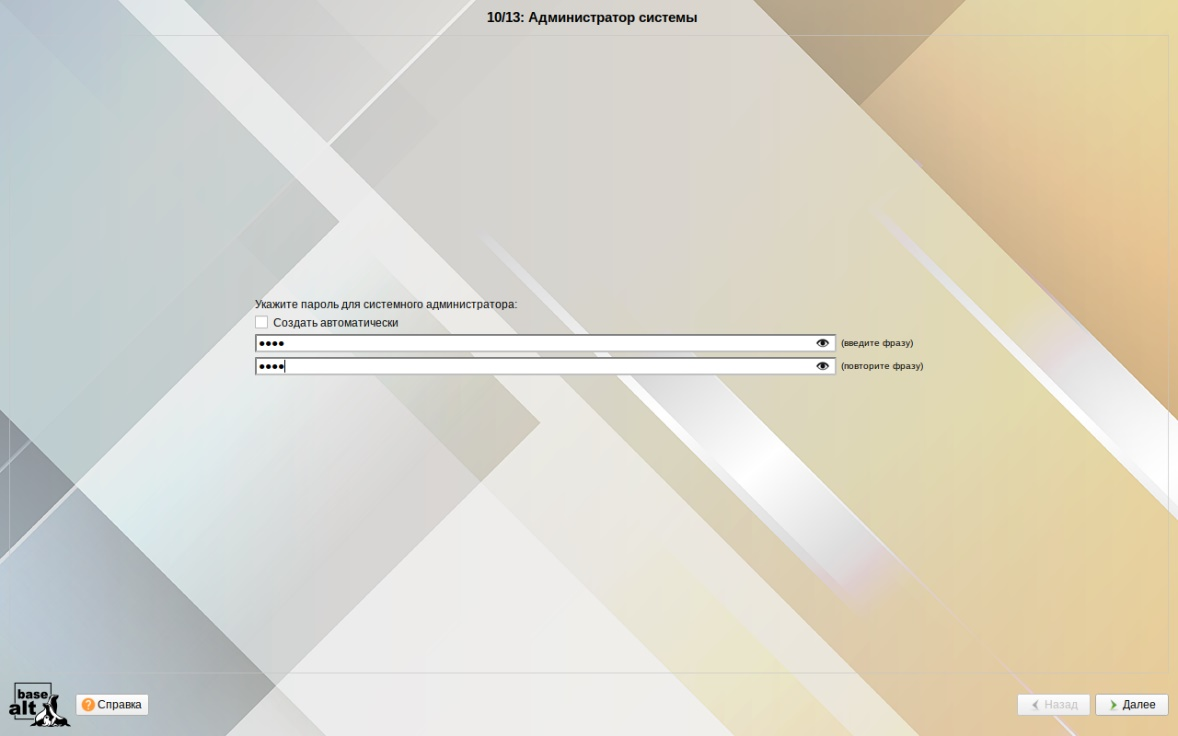 10/13: Администратор системы
Укажите пароль для системного администратора:
Создать автоматически
●●●● (введите фразу)
●●●● (повторите фразу)
base
alt
? Справка
Назад
Далее